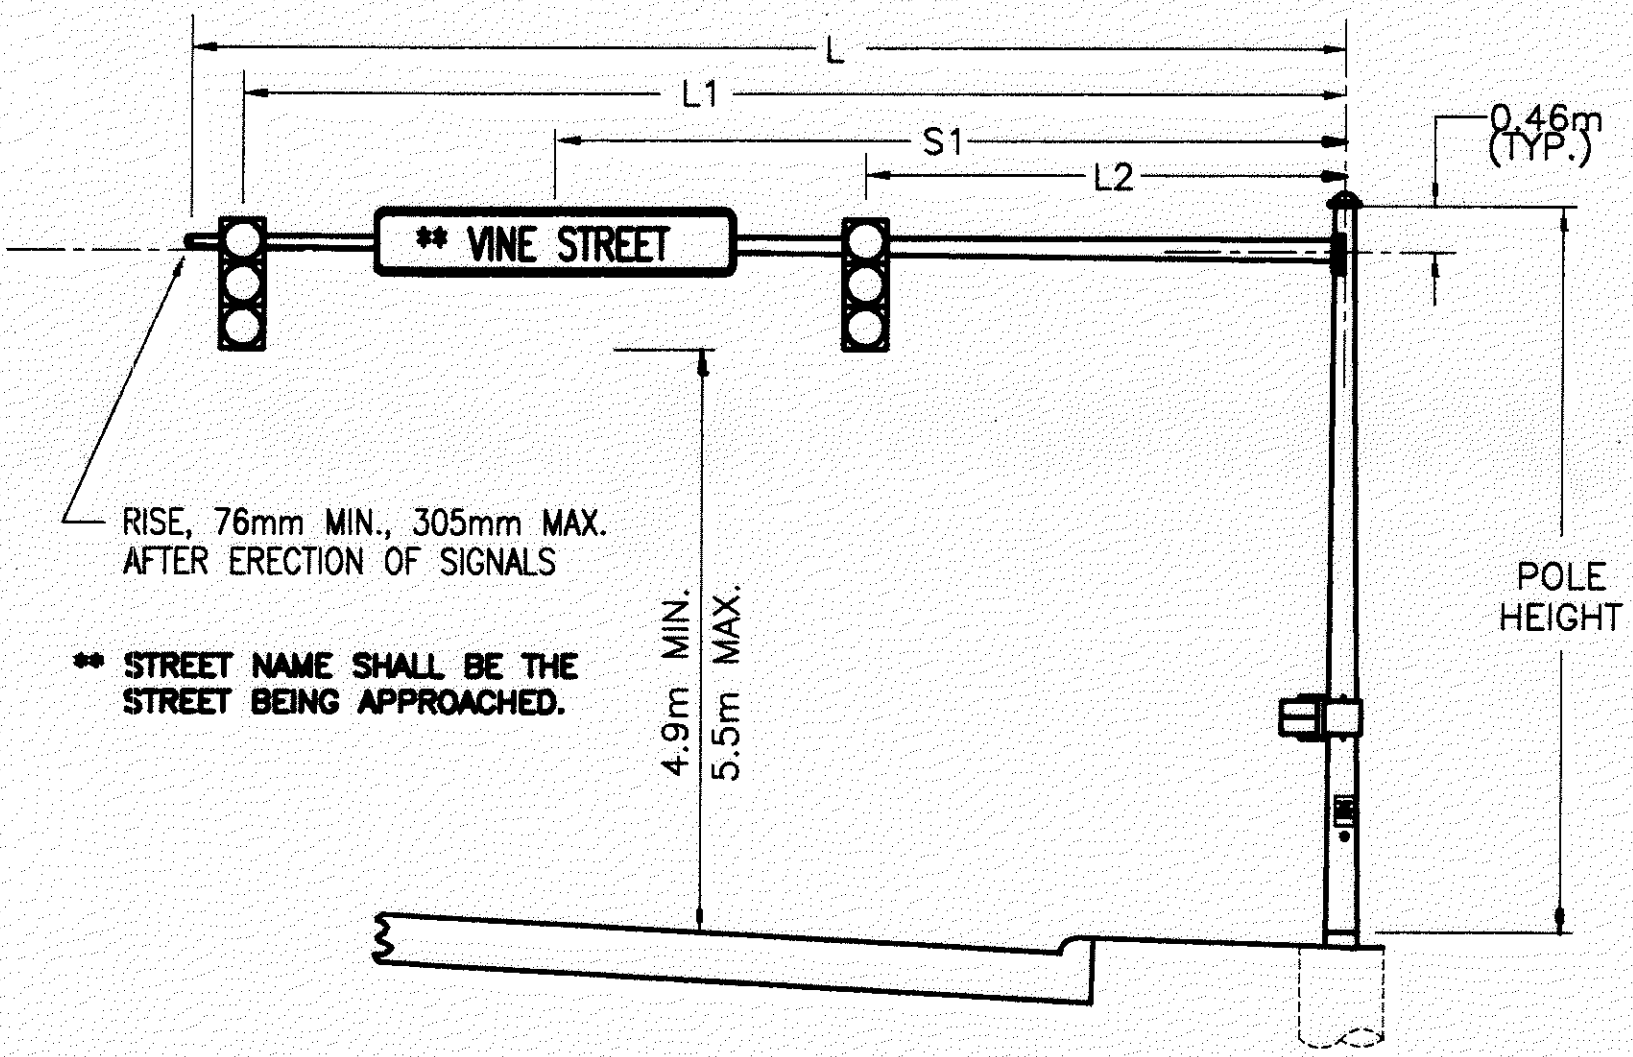 L
L1
S1
L2
0.46m
(TYP.)
** VINE STREET
RISE, 76mm MIN., 305mm MAX.
AFTER ERECTION OF SIGNALS
** STREET NAME SHALL BE THE
STREET BEING APPROACHED.
4.9m MIN.
5.5m MAX.
POLE
HEIGHT